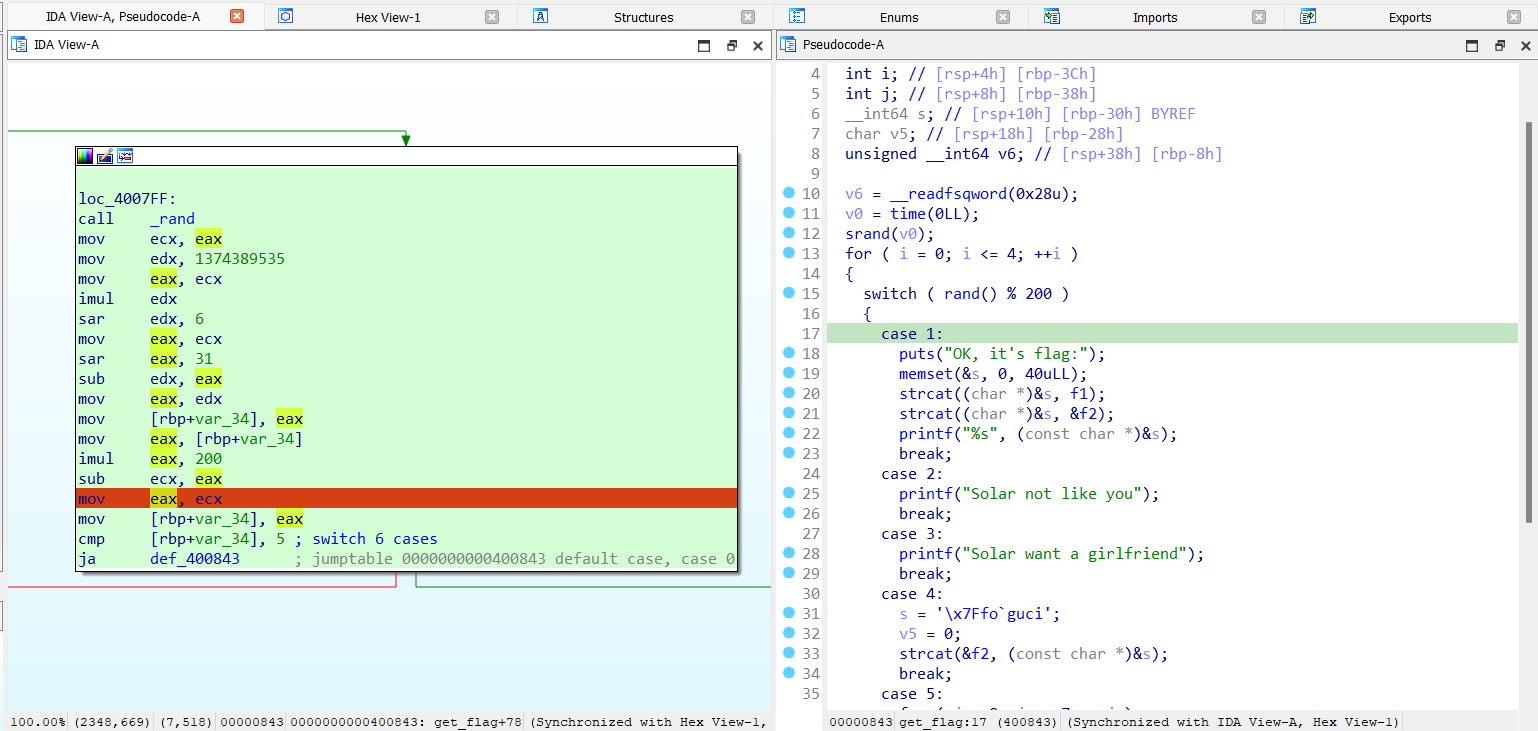 IDA View-A, Pseudocode-A
Hex View-1
Structures
Enums
Imports
Exports
IDA View-A
loc_4007FF:
call _rand
mov ecx, eax
mov edx, 1374389535
mov eax, ecx
imul edx
sar edx, 6
mov eax, ecx
sar eax, 31
sub edx, eax
mov eax, edx
mov [rbp+var_34], eax
mov eax, [rbp+var_34]
imul eax, 200
sub ecx, eax
mov eax, ecx
mov [rbp+var_34], eax
cmp [rbp+var_34], 5 ; switch 6 cases
ja def_400843 ; jumptable 0000000000400843 default case, case 0
100.00% (2348,669) (7,518) 00000843 0000000000400843: get_flag+78 (Synchronized with Hex View-1,
Pseudocode-A
4 int i; // [rsp+4h] [rbp-3Ch]
5 int j; // [rsp+8h] [rbp-38h]
6 __int64 s; // [rsp+10h] [rbp-30h] BYREF
7 char v5; // [rsp+18h] [rbp-28h]
8 unsigned __int64 v6; // [rsp+38h] [rbp-8h]
9
10 v6 = __readfsqword(0x28u);
11 v0 = time(0LL);
12 srand(v0);
13 for ( i = 0; i <= 4; ++i )
14 {
15 switch ( rand() % 200 )
16 {
17 case 1:
18 puts("OK, it's flag:");
19 memset(&s, 0, 40uLL);
20 strcat((char *)&s, f1);
21 strcat((char *)&s, &f2);
22 printf("%s", (const char *)&s);
23 break;
24 case 2:
25 printf("Solar not like you");
26 break;
27 case 3:
28 printf("Solar want a girlfriend");
29 break;
30 case 4:
31 s = '\x7Ffo`guci';
32 v5 = 0;
33 strcat(&f2, (const char *)&s);
34 break;
35 case 5:
00000843 get_flag:17 (400843) (Synchronized with IDA View-A, Hex View-1)